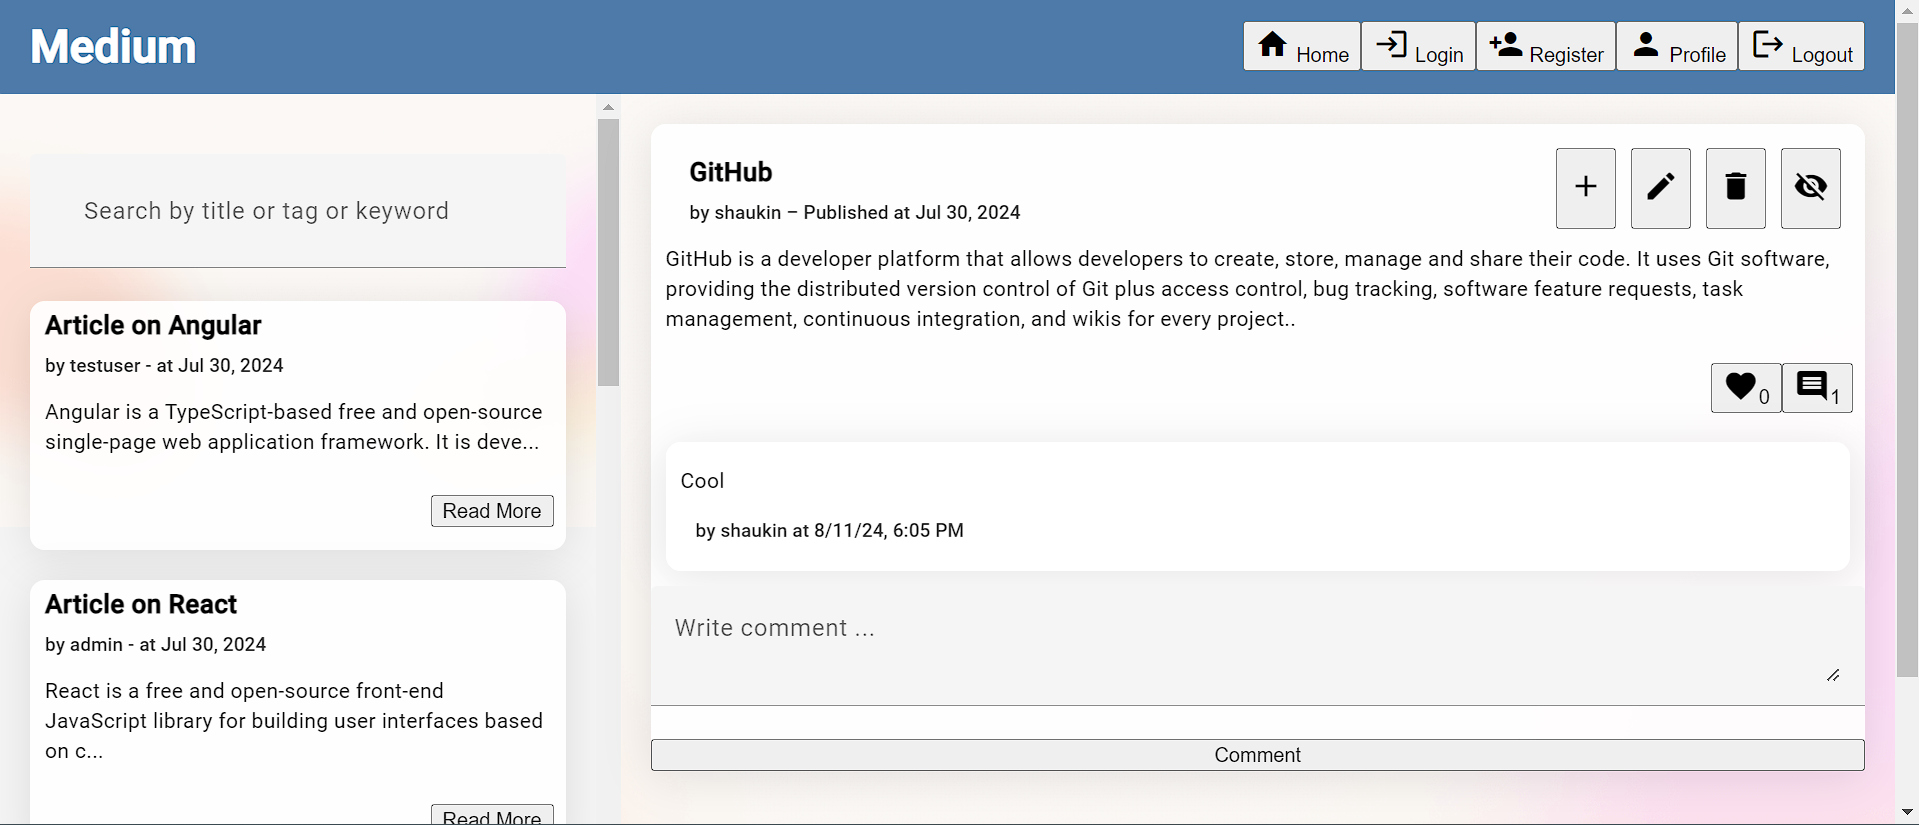 Medium
Home Login Register Profile Logout
Search by title or tag or keyword
Article on Angular
by testuser - at Jul 30, 2024
Angular is a TypeScript-based free and open-source
single-page web application framework. It is deve...
Read More
Article on React
by admin - at Jul 30, 2024
React is a free and open-source front-end
JavaScript library for building user interfaces based
on c...
Read More
GitHub
by shaukin – Published at Jul 30, 2024
GitHub is a developer platform that allows developers to create, store, manage and share their code. It uses Git software,
providing the distributed version control of Git plus access control, bug tracking, software feature requests, task
management, continuous integration, and wikis for every project..
0 1
Cool
by shaukin at 8/11/24, 6:05 PM
Write comment ...
Comment